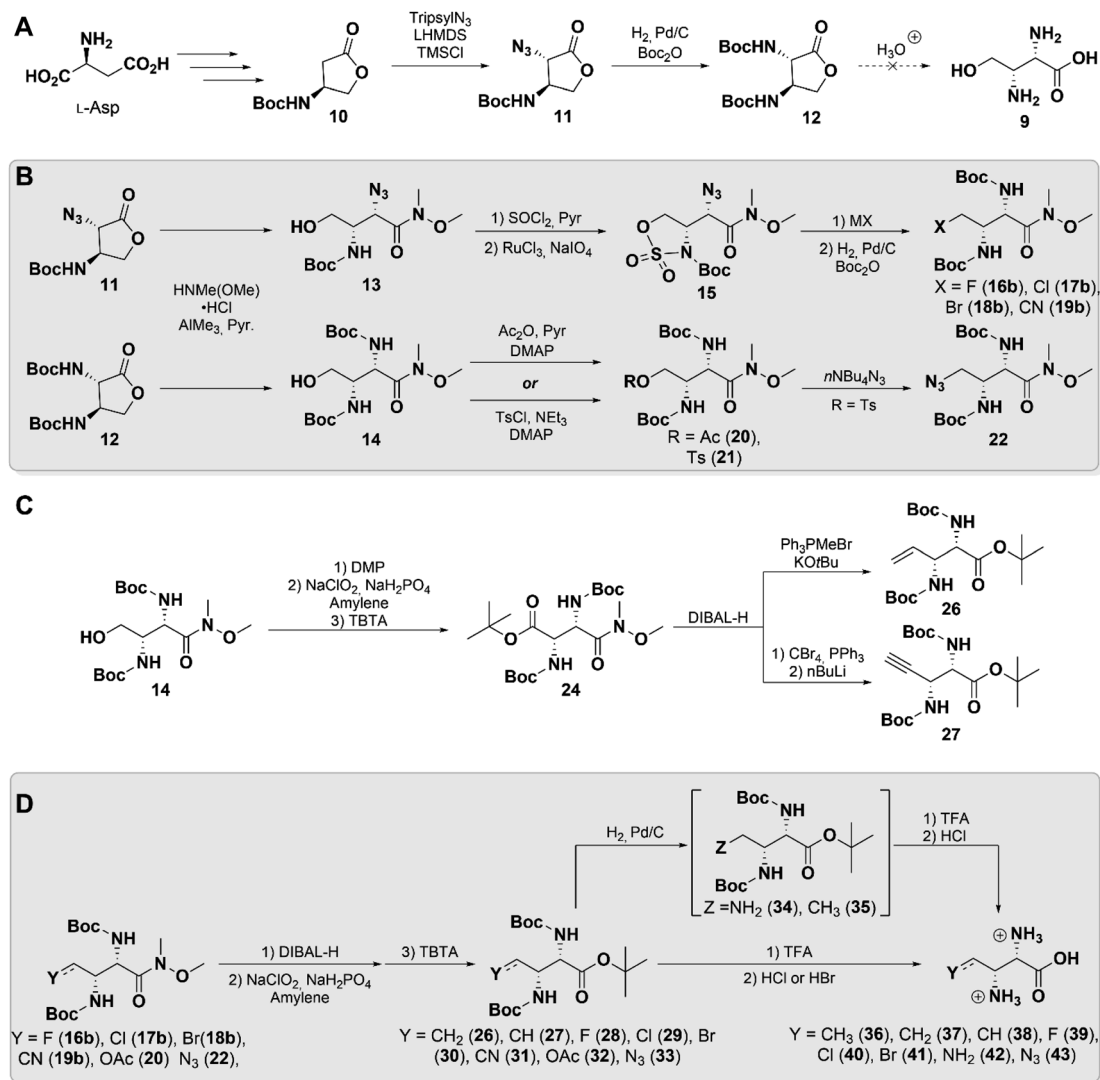 A
NH2
HO2C
CO2H
L-Asp
O
O
BocHN
10
TripsylN3
LHMDS
TMSCl
N3
O
O
BocHN
11
H2, Pd/C
Boc2O
BocHN
O
O
BocHN
12
H3O⊕
×
NH2
HO
OH
NH2
O
9
B
N3
O
O
BocHN
11
N3
HO
N
O
NH
O
Boc
13
1) SOCl2, Pyr
2) RuCl3, NaIO4
N3
O
N
O
S
N
O
O
O
Boc
15
1) MX
2) H2, Pd/C
Boc2O
Boc
NH
X
N
O
NH
O
Boc
X = F (16b), Cl (17b),
Br (18b), CN (19b)
HNMe(OMe)
•HCl
AlMe3, Pyr.
BocHN
O
O
BocHN
12
Boc
NH
HO
N
O
NH
O
Boc
14
Ac2O, Pyr
DMAP
or
TsCl, NEt3
DMAP
Boc
NH
RO
N
O
NH
O
Boc
R = Ac (20),
Ts (21)
nNBu4N3
R = Ts
Boc
NH
N3
N
O
NH
O
Boc
22
C
Boc
NH
HO
N
O
NH
O
Boc
14
1) DMP
2) NaClO2, NaH2PO4
Amylene
3) TBTA
O
HN
Boc
O
N
O
NH
O
Boc
24
DIBAL-H
Ph3PMeBr
KOtBu
Boc
NH
O
NH
O
Boc
26
1) CBr4, PPh3
2) nBuLi
Boc
NH
O
NH
O
Boc
27
D
Boc
NH
Y
N
O
NH
O
Boc
Y = F (16b), Cl (17b), Br(18b),
CN (19b), OAc (20) N3 (22),
1) DIBAL-H
2) NaClO2, NaH2PO4
Amylene
3) TBTA
Boc
NH
Y
O
NH
O
Boc
Y = CH2 (26), CH (27), F (28), Cl (29), Br
(30), CN (31), OAc (32), N3 (33)
H2, Pd/C
Boc
NH
Z
O
NH
O
Boc
Z =NH2 (34), CH3 (35)
1) TFA
2) HCl
1) TFA
2) HCl or HBr
⊕ NH3
Y
OH
⊕ NH3
O
Y = CH3 (36), CH2 (37), CH (38), F (39),
Cl (40), Br (41), NH2 (42), N3 (43)